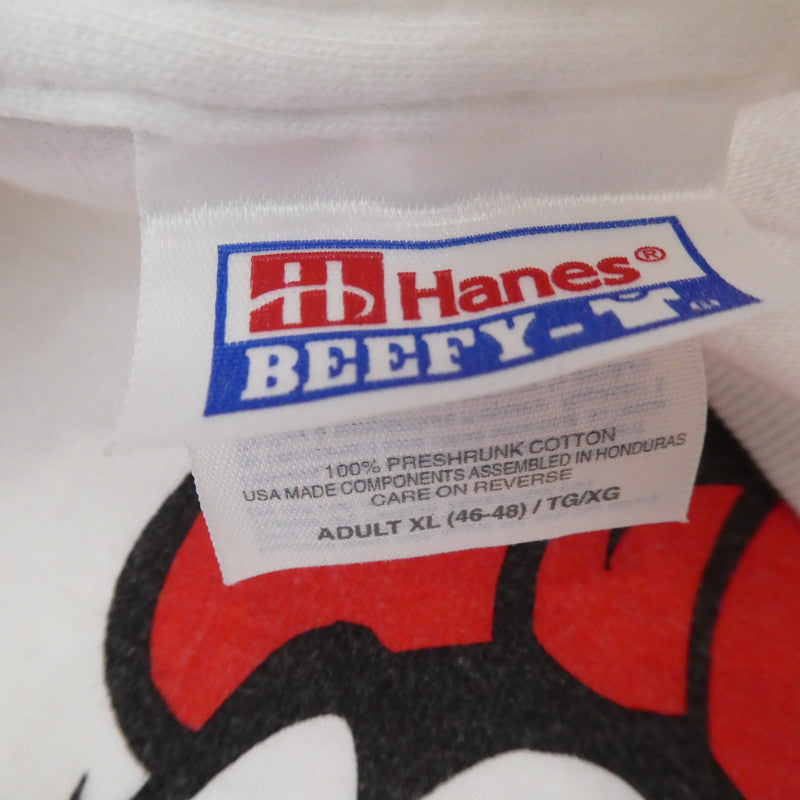 Hanes®
BEEFY-T
100% PRESHRUNK COTTON
USA MADE COMPONENTS ASSEMBLED IN HONDURAS
CARE ON REVERSE
ADULT XL (46-48) / TG/XG